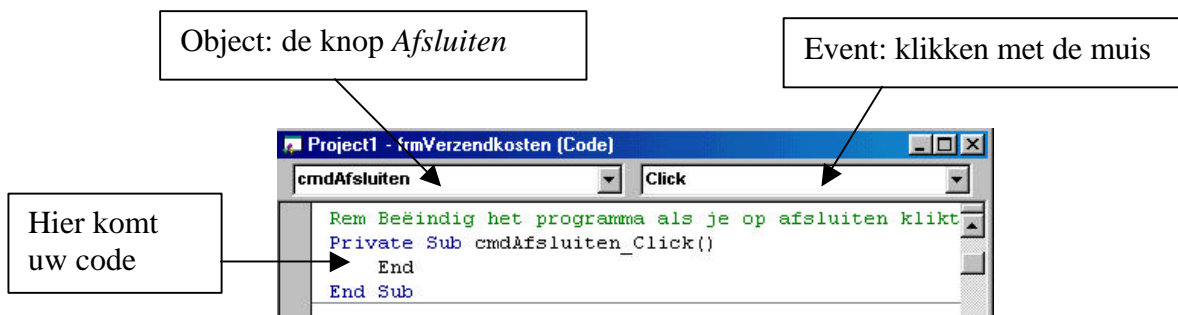 Object: de knop Afsluiten
Event: klikken met de muis
Project1 - frmVerzendkosten (Code)
cmdAfsluiten
Click
Hier komt
uw code
Rem Beëindig het programma als je op afsluiten klikt
Private Sub cmdAfsluiten_Click()
End
End Sub